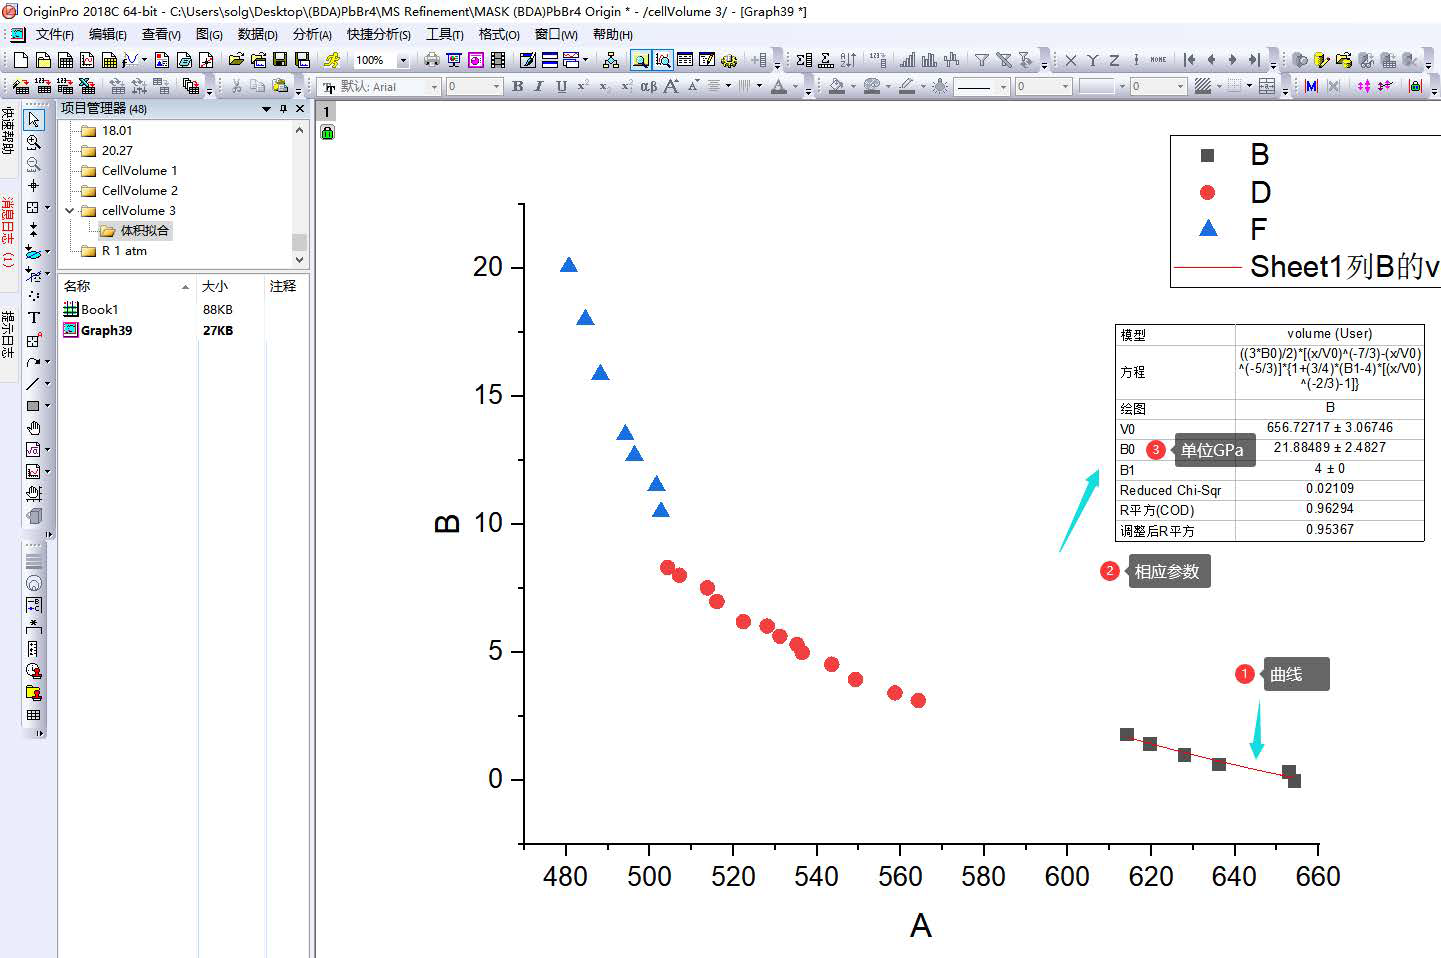 OriginPro 2018C 64-bit - C:\Users\solg\Desktop\(BDA)PbBr4\MS Refinement\MASK (BDA)PbBr4 Origin * - /cellVolume 3/ - [Graph39 *]
文件(F) 编辑(E) 查看(V) 图(G) 数据(D) 分析(A) 快捷分析(S) 工具(T) 格式(O) 窗口(W) 帮助(H)
100%
X Y Z NONE
默认: Arial 0 B I U αβ A A A 0 0 M
快速帮助
消息日志 (1)
提示日志
项目管理器 (48)
18.01
20.27
CellVolume 1
CellVolume 2
cellVolume 3
体积拟合
R 1 atm
名称 大小 注释
Book1 88KB
Graph39 27KB
1
B
D
F
Sheet1列B的v
20
15
10
5
0
B
480 500 520 540 560 580 600 620 640 660
A
模型 volume (User)
方程 ((3*B0)/2)*[(x/V0)^(-7/3)-(x/V0)
^(-5/3)]*{1+(3/4)*(B1-4)*[(x/V0)
^(-2/3)-1]}
绘图 B
V0 656.72717 ± 3.06746
B0 21.88489 ± 2.4827
3 单位GPa
B1 4 ± 0
Reduced Chi-Sqr 0.02109
R平方(COD) 0.96294
调整后R平方 0.95367
2 相应参数
1 曲线